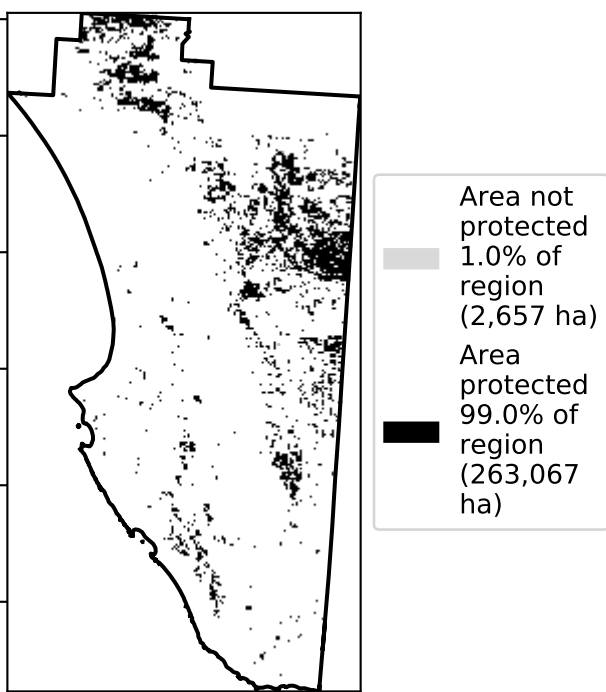 Area not
protected
1.0% of
region
(2,657 ha)
Area
protected
99.0% of
region
(263,067
ha)